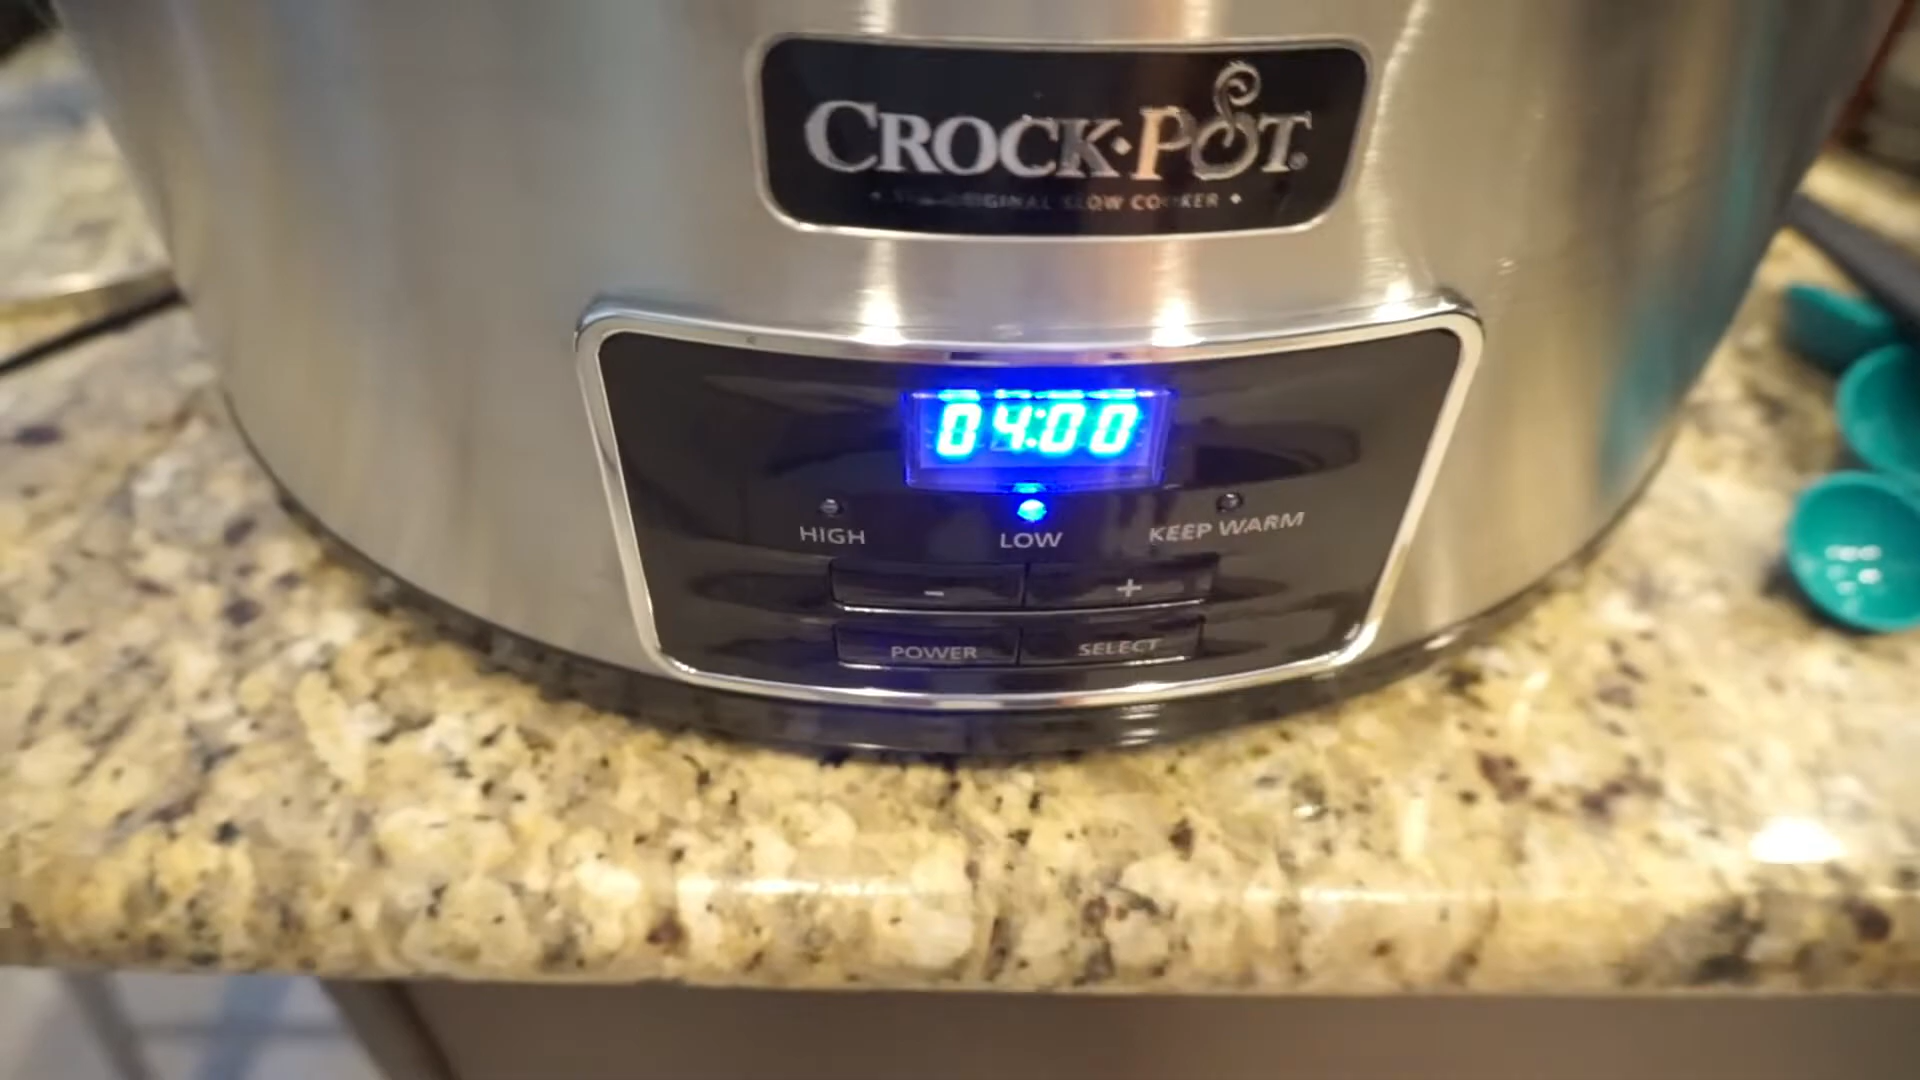 CROCK·POT®
ORIGINAL SLOW COOKER
04:00
HIGH LOW KEEP WARM
- +
POWER SELECT